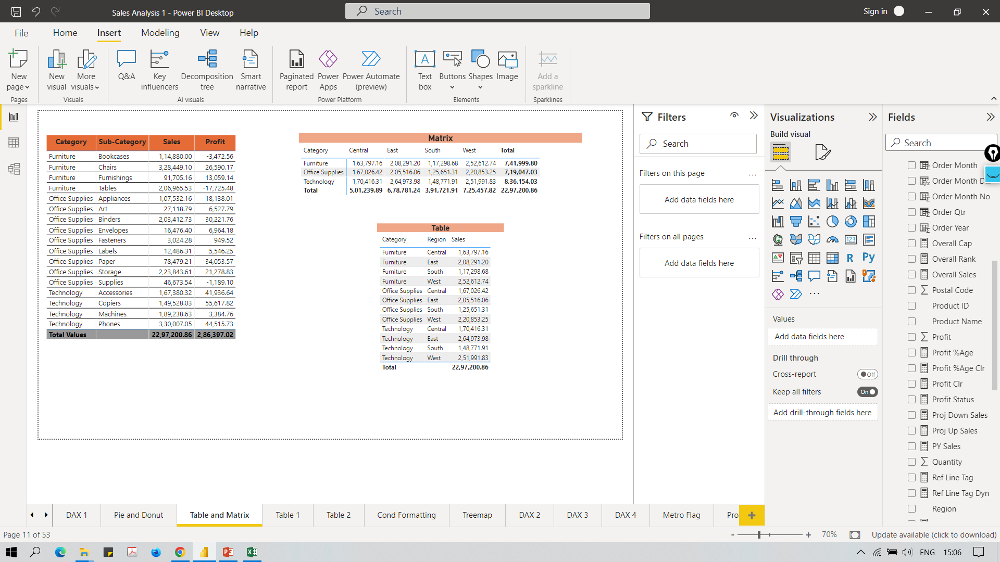 Sales Analysis 1 - Power BI Desktop
Search
Sign in
File Home Insert Modeling View Help
New page
New visual
More visuals
Q&A
Key influencers
Decomposition tree
Smart narrative
Paginated report
Power Apps
Power Automate (preview)
Text box
Buttons
Shapes
Image
Add a sparkline
Pages
Visuals
AI visuals
Power Platform
Elements
Sparklines
Category Sub-Category Sales Profit
Furniture Bookcases 1,14,880.00 -3,472.56
Furniture Chairs 3,28,449.10 26,590.17
Furniture Furnishings 91,705.16 13,059.14
Furniture Tables 2,06,965.53 -17,725.48
Office Supplies Appliances 1,07,532.16 18,138.01
Office Supplies Art 27,118.79 6,527.79
Office Supplies Binders 2,03,412.73 30,221.76
Office Supplies Envelopes 16,476.40 6,964.18
Office Supplies Fasteners 3,024.28 949.52
Office Supplies Labels 12,486.31 5,546.25
Office Supplies Paper 78,479.21 34,053.57
Office Supplies Storage 2,23,843.61 21,278.83
Office Supplies Supplies 46,673.54 -1,189.10
Technology Accessories 1,67,380.32 41,936.64
Technology Copiers 1,49,528.03 55,617.82
Technology Machines 1,89,238.63 3,384.76
Technology Phones 3,30,007.05 44,515.73
Total Values 22,97,200.86 2,86,397.02
Matrix
Category Central East South West Total
Furniture 1,63,797.16 2,08,291.20 1,17,298.68 2,52,612.74 7,41,999.80
Office Supplies 1,67,026.42 2,05,516.06 1,25,651.31 2,20,853.25 7,19,047.03
Technology 1,70,416.31 2,64,973.98 1,48,771.91 2,51,991.83 8,36,154.03
Total 5,01,239.89 6,78,781.24 3,91,721.91 7,25,457.82 22,97,200.86
Table
Category Region Sales
Furniture Central 1,63,797.16
Furniture East 2,08,291.20
Furniture South 1,17,298.68
Furniture West 2,52,612.74
Office Supplies Central 1,67,026.42
Office Supplies East 2,05,516.06
Office Supplies South 1,25,651.31
Office Supplies West 2,20,853.25
Technology Central 1,70,416.31
Technology East 2,64,973.98
Technology South 1,48,771.91
Technology West 2,51,991.83
Total 22,97,200.86
Filters
Search
Filters on this page ...
Add data fields here
Filters on all pages ...
Add data fields here
Visualizations
Build visual
123
R
Py
...
Values
Add data fields here
Drill through
Cross-report Off
Keep all filters On
Add drill-through fields here
Fields
Search
Order Month
Order Month D...
Order Month No
Order Qtr
Order Year
Overall Cap
Overall Rank
Overall Sales
Postal Code
Product ID
Product Name
Profit
Profit %Age
Profit %Age Clr
Profit Clr
Profit Status
Proj Down Sales
Proj Up Sales
PY Sales
Quantity
Ref Line Tag
Ref Line Tag Dyn
Region
DAX 1 Pie and Donut Table and Matrix Table 1 Table 2 Cond Formatting Treemap DAX 2 DAX 3 DAX 4 Metro Flag Pro
Page 11 of 53
- + 70%
Update available (click to download)
ENG 15:06